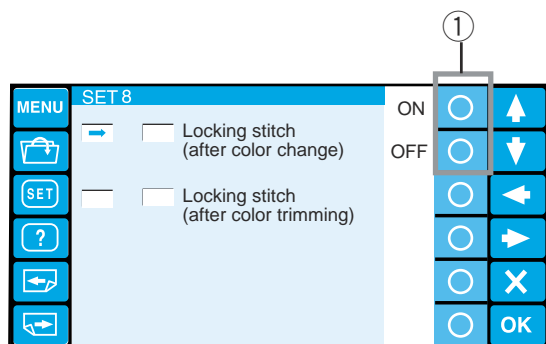 1
MENU
SET 8
ON
Locking stitch
(after color change)
OFF
SET
Locking stitch
(after color trimming)
?
OK